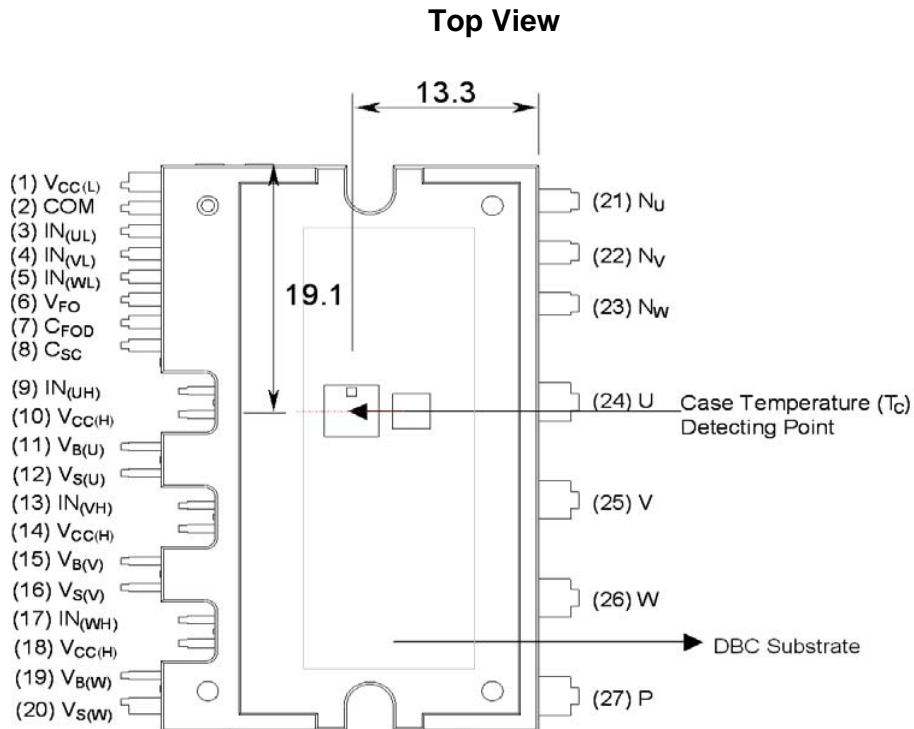 Top View
13.3
19.1
(1) VCC(L)
(2) COM
(3) IN(UL)
(4) IN(VL)
(5) IN(WL)
(6) VFO
(7) CFOD
(8) CSC
(9) IN(UH)
(10) VCC(H)
(11) VB(U)
(12) VS(U)
(13) IN(VH)
(14) VCC(H)
(15) VB(V)
(16) VS(V)
(17) IN(WH)
(18) VCC(H)
(19) VB(W)
(20) VS(W)
(21) NU
(22) NV
(23) NW
(24) U
Case Temperature (TC)
Detecting Point
(25) V
(26) W
DBC Substrate
(27) P